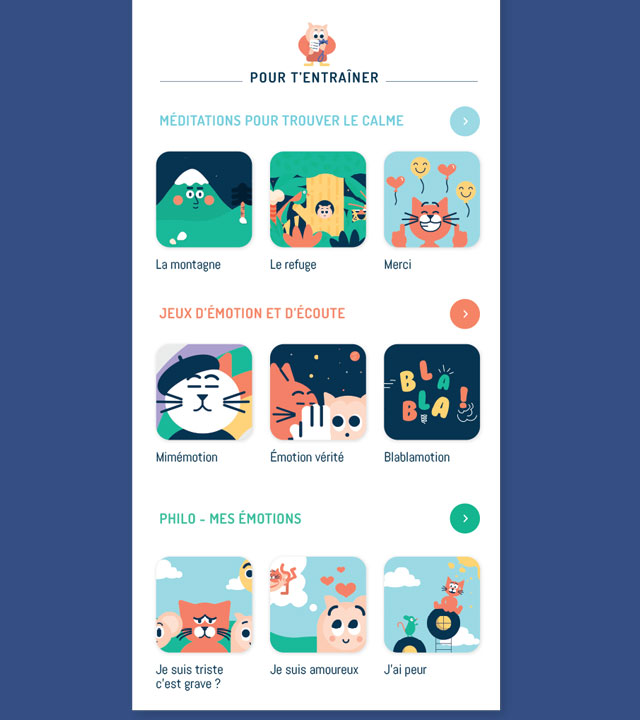 POUR T'ENTRAÎNER
MÉDITATIONS POUR TROUVER LE CALME
La montagne
Le refuge
Merci
JEUX D'ÉMOTION ET D'ÉCOUTE
BLA
BLA !
Mimémotion
Émotion vérité
Blablamotion
PHILO - MES ÉMOTIONS
Je suis triste
c'est grave ?
Je suis amoureux
J'ai peur